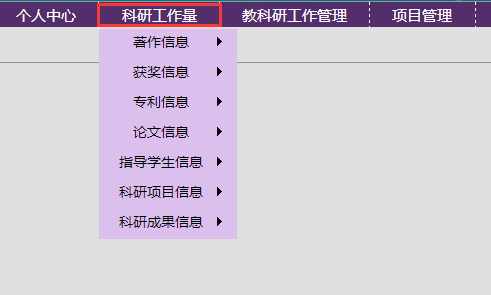 个人中心 科研工作量 教科研工作管理 项目管理
著作信息
获奖信息
专利信息
论文信息
指导学生信息
科研项目信息
科研成果信息